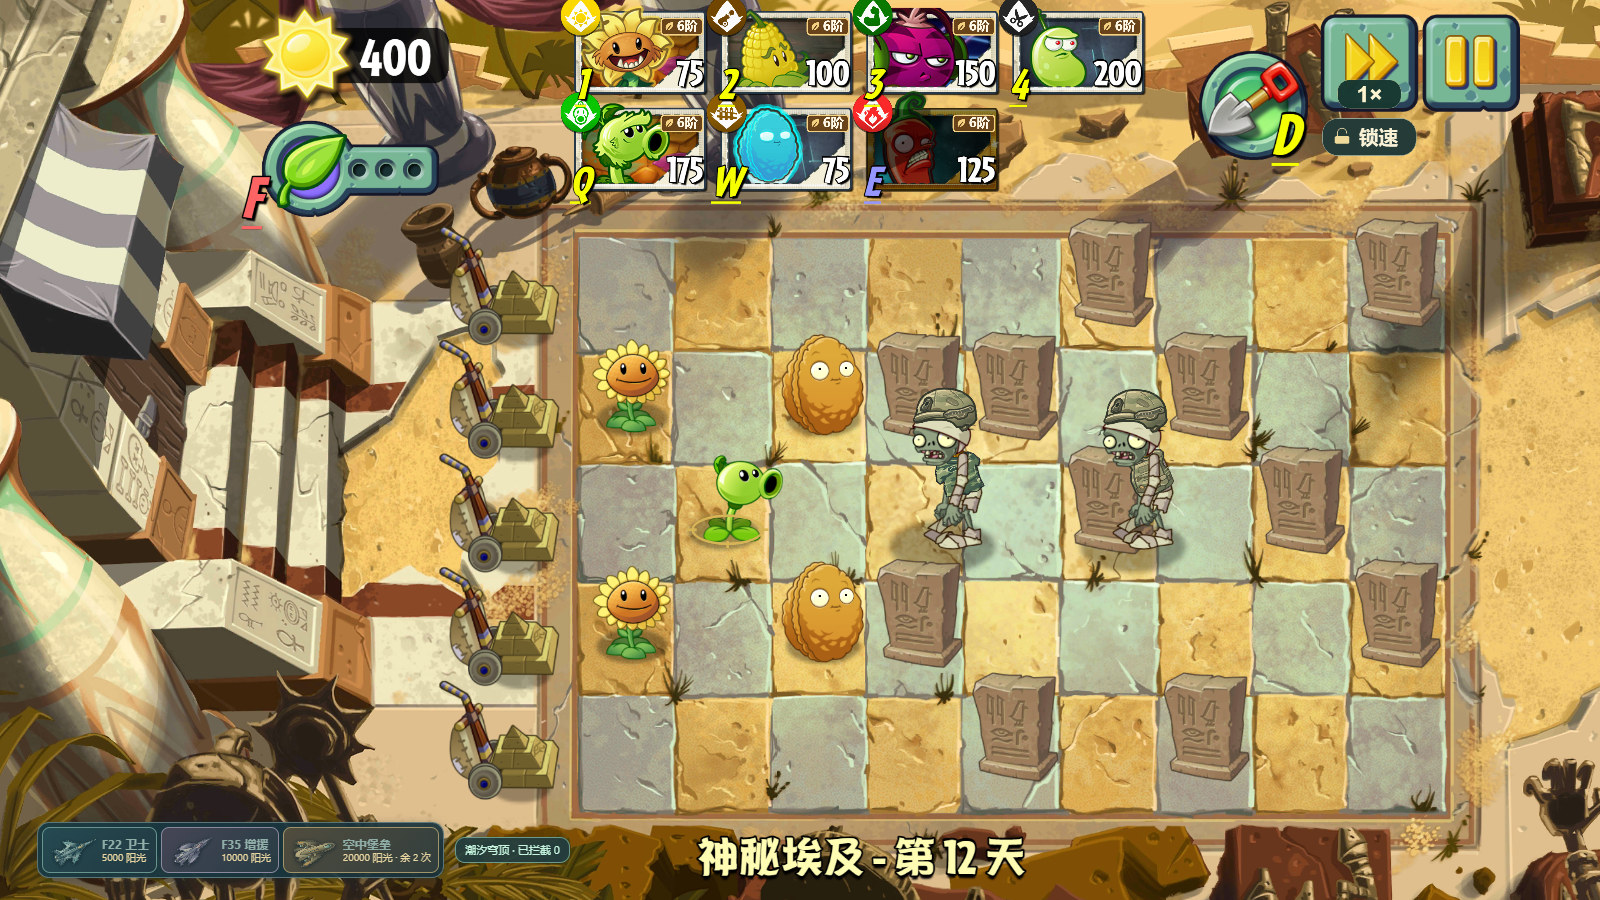 400
6阶
1
75
6阶
2
100
6阶
3
150
6阶
4
200
1×
锁速
D
F
6阶
Q
175
6阶
W
75
6阶
E
125
F22 卫士
5000 阳光
F35 增援
10000 阳光
空中堡垒
20000 阳光 · 余 2 次
潮汐穹顶 · 已拦截 0
神秘埃及 - 第 12 天